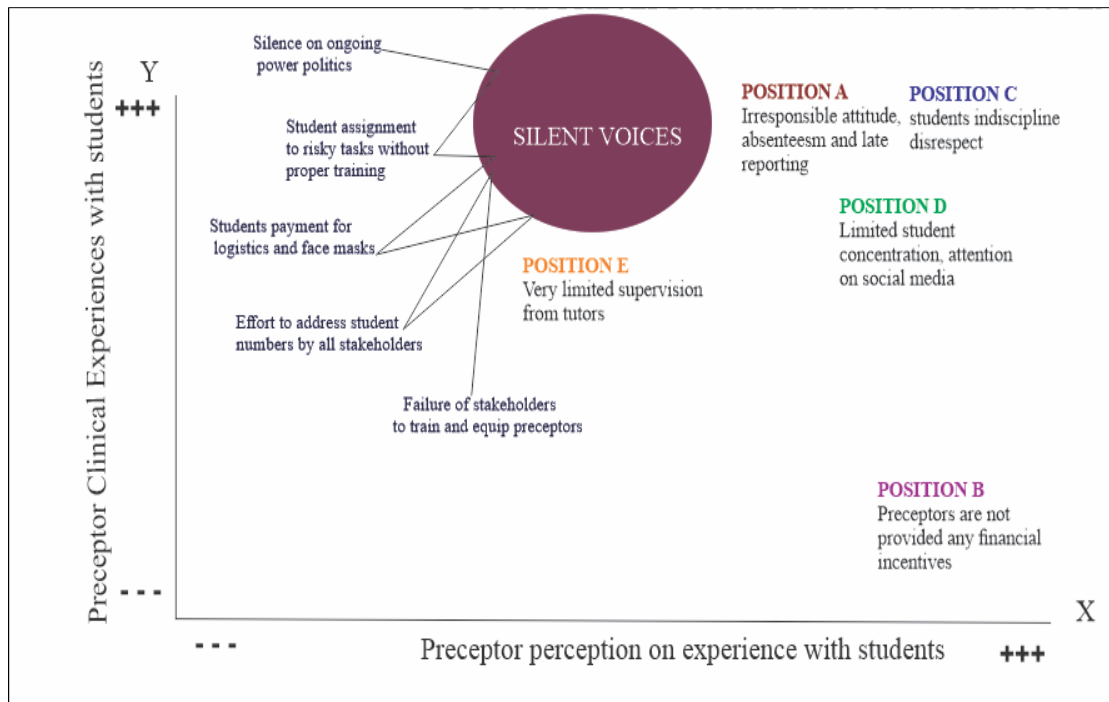 Silence on ongoing
power politics
Y
+++
Student assignment
to risky tasks without
proper training
SILENT VOICES
POSITION A
Irresponsible attitude,
absenteesm and late
reporting
POSITION C
students indiscipline
disrespect
POSITION D
Limited student
concentration, attention
on social media
Students payment for
logistics and face masks
POSITION E
Very limited supervision
from tutors
Effort to address student
numbers by all stakeholders
Failure of stakeholders
to train and equip preceptors
POSITION B
Preceptors are not
provided any financial
incentives
Preceptor Clinical Experiences with students
- - -
X
- - -
Preceptor perception on experience with students
+++